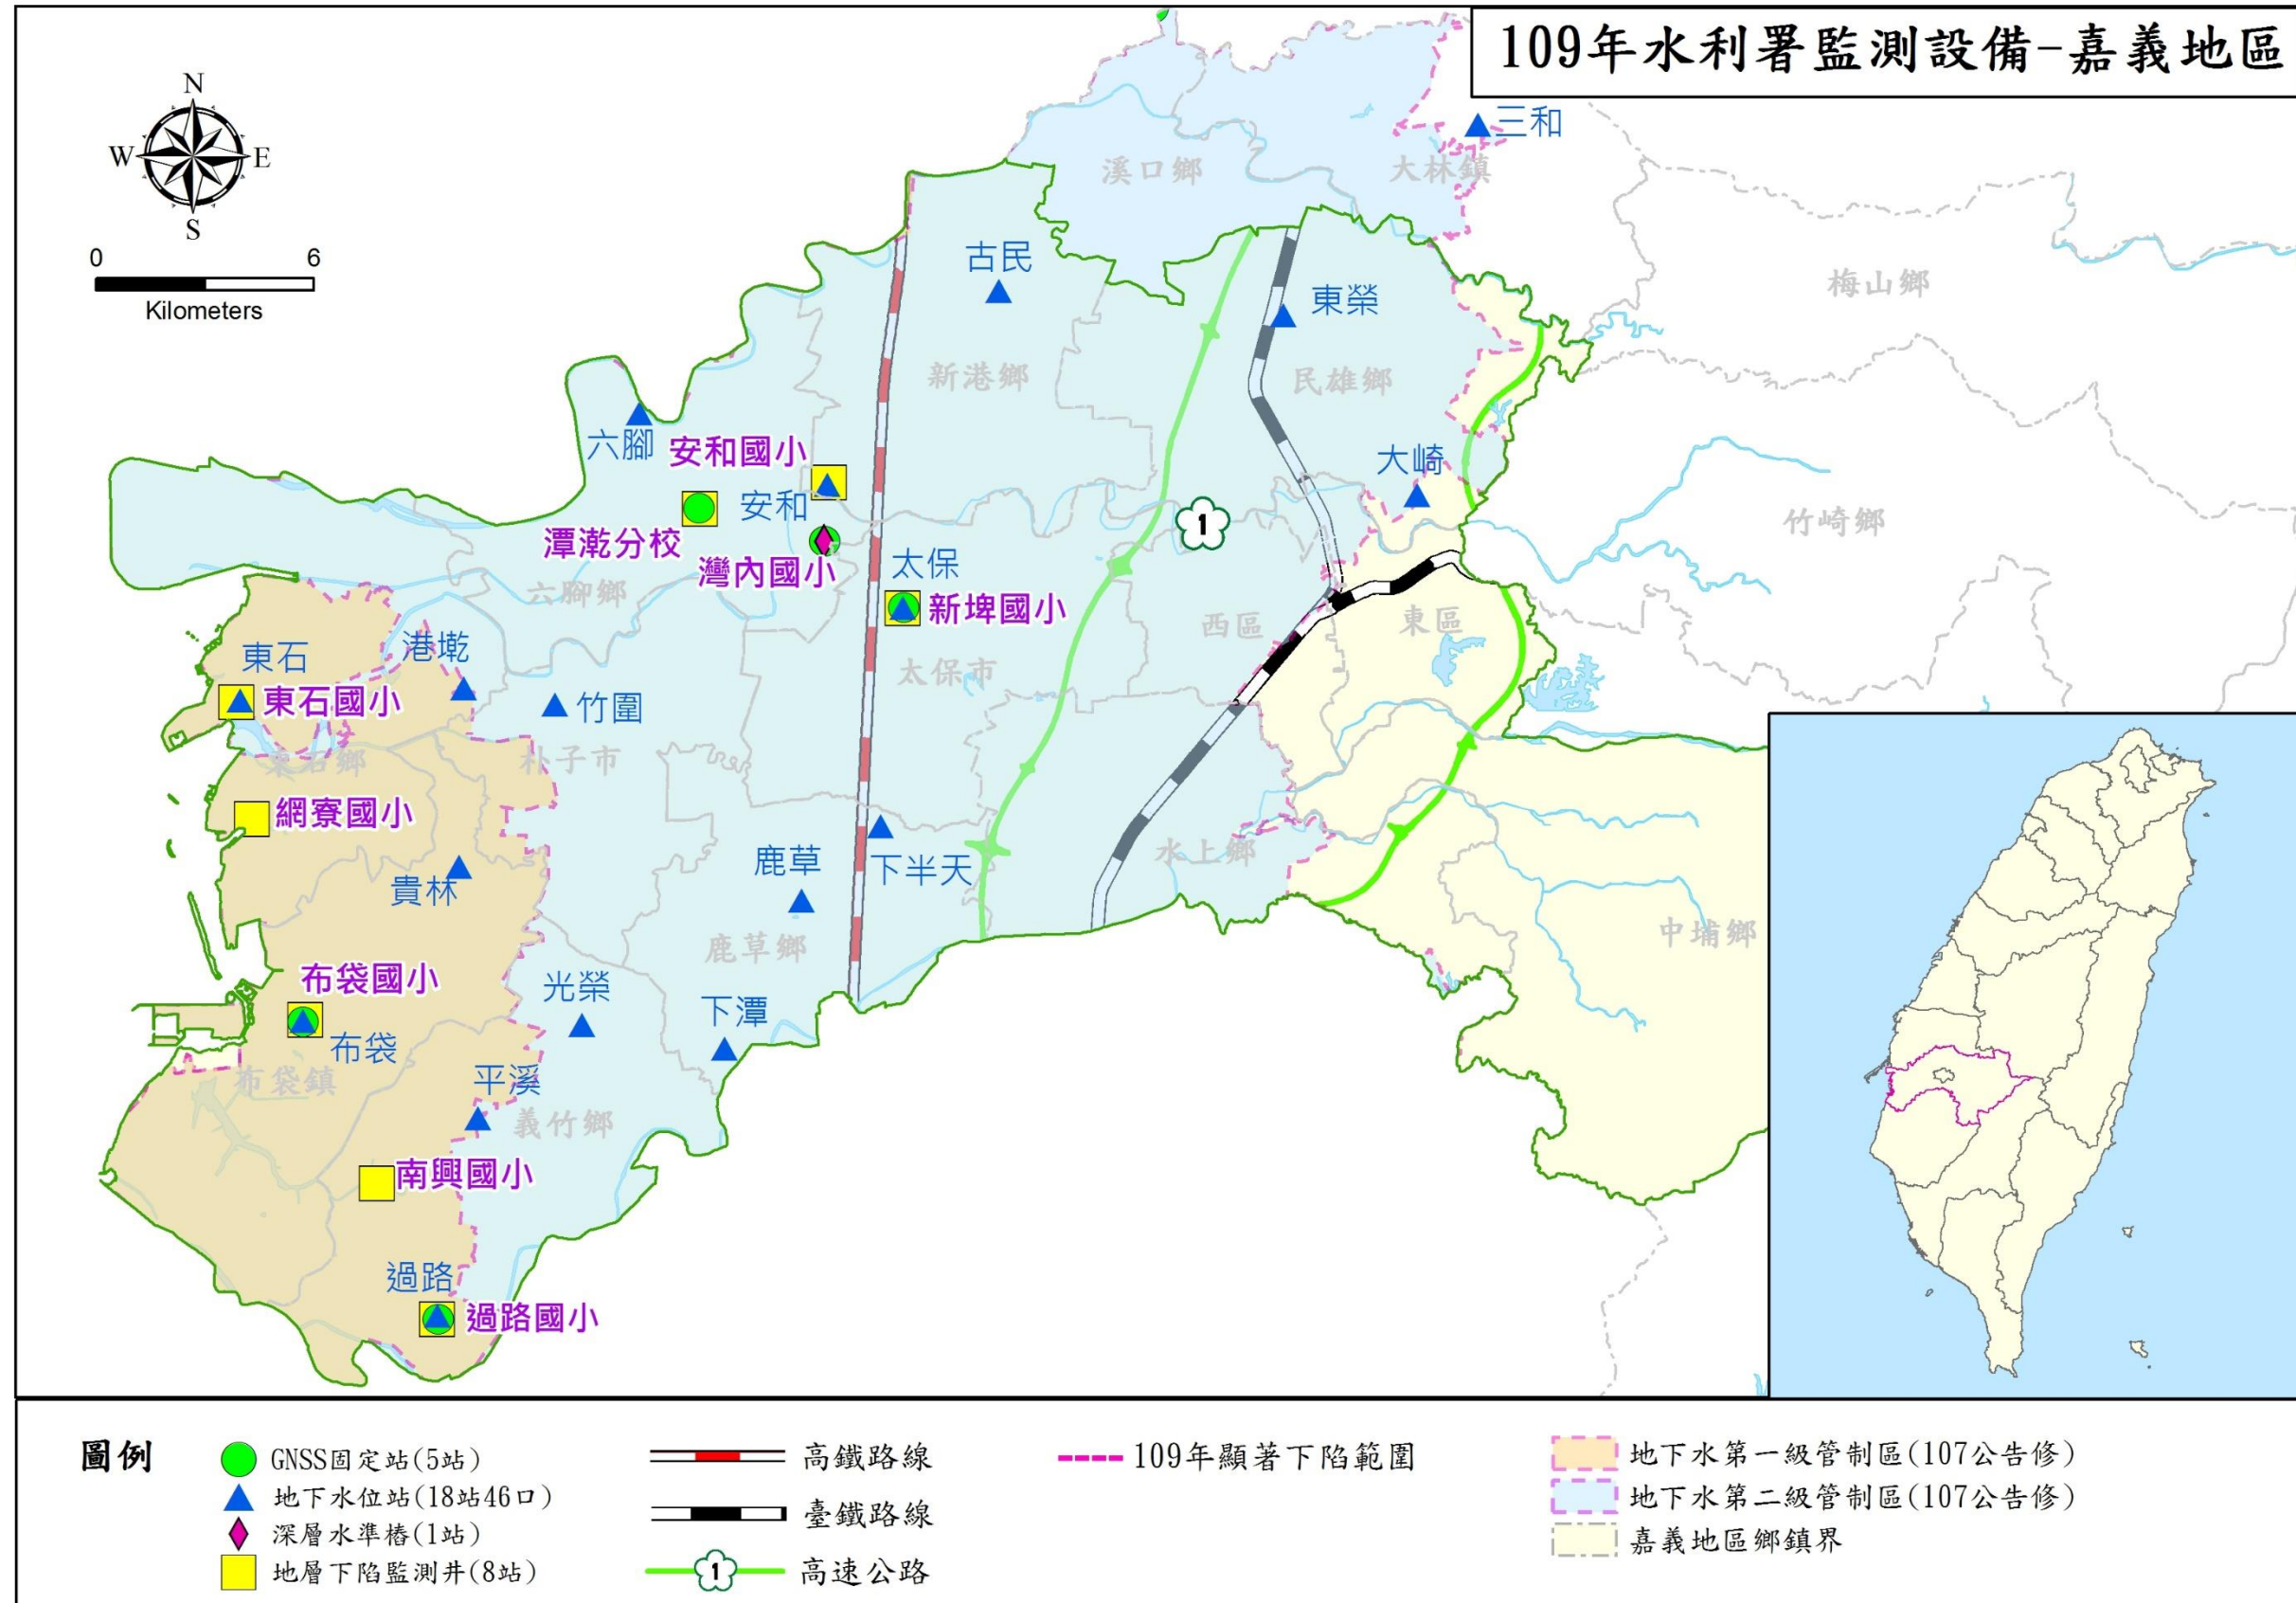 109年水利署監測設備-嘉義地區
N
W
E
S
0
6
Kilometers
三和
溪口鄉
大林鎮
古民
東榮
梅山鄉
新港鄉
民雄鄉
六腳
安和國小
大崎
安和
1
竹崎鄉
潭漧分校
灣內國小
太保
六腳鄉
新埤國小
西區
東區
東石
港墘
太保市
東石國小
竹圍
東石鄉
朴子市
網寮國小
鹿草
下半天
水上鄉
貴林
鹿草鄉
中埔鄉
布袋國小
光榮
下潭
布袋
布袋鎮
平溪
義竹鄉
南興國小
過路
過路國小
圖例
GNSS固定站(5站)
地下水位站(18站46口)
深層水準樁(1站)
地層下陷監測井(8站)
高鐵路線
臺鐵路線
1
高速公路
109年顯著下陷範圍
地下水第一級管制區(107公告修)
地下水第二級管制區(107公告修)
嘉義地區鄉鎮界